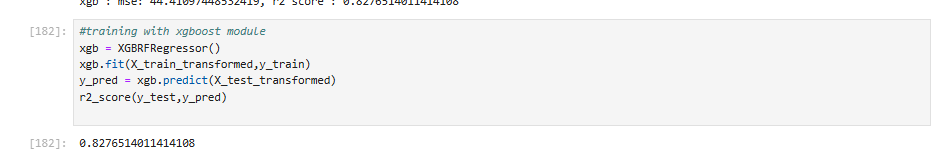 xgb : mse: 44.41097448532419, r2 score : 0.8276514011414108
[182]: #training with xgboost module
xgb = XGBRFRegressor()
xgb.fit(X_train_transformed,y_train)
y_pred = xgb.predict(X_test_transformed)
r2_score(y_test,y_pred)
[182]: 0.8276514011414108